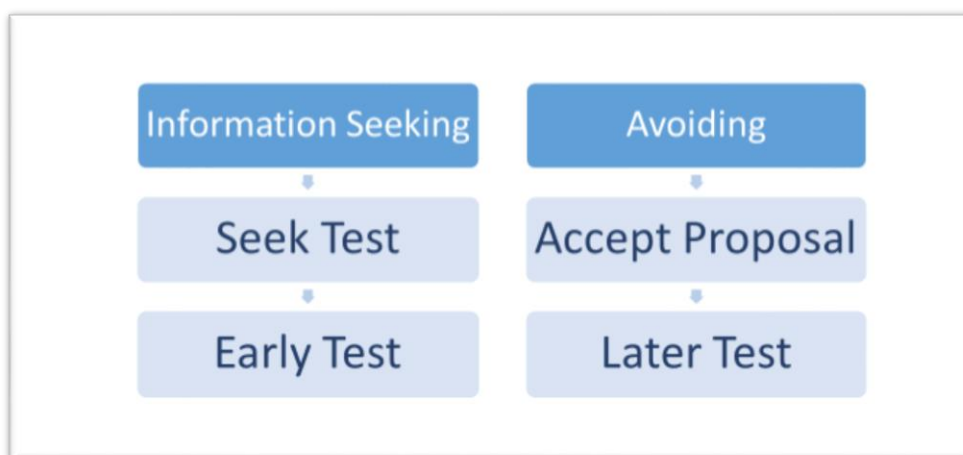 Information Seeking
Seek Test
Early Test
Avoiding
Accept Proposal
Later Test